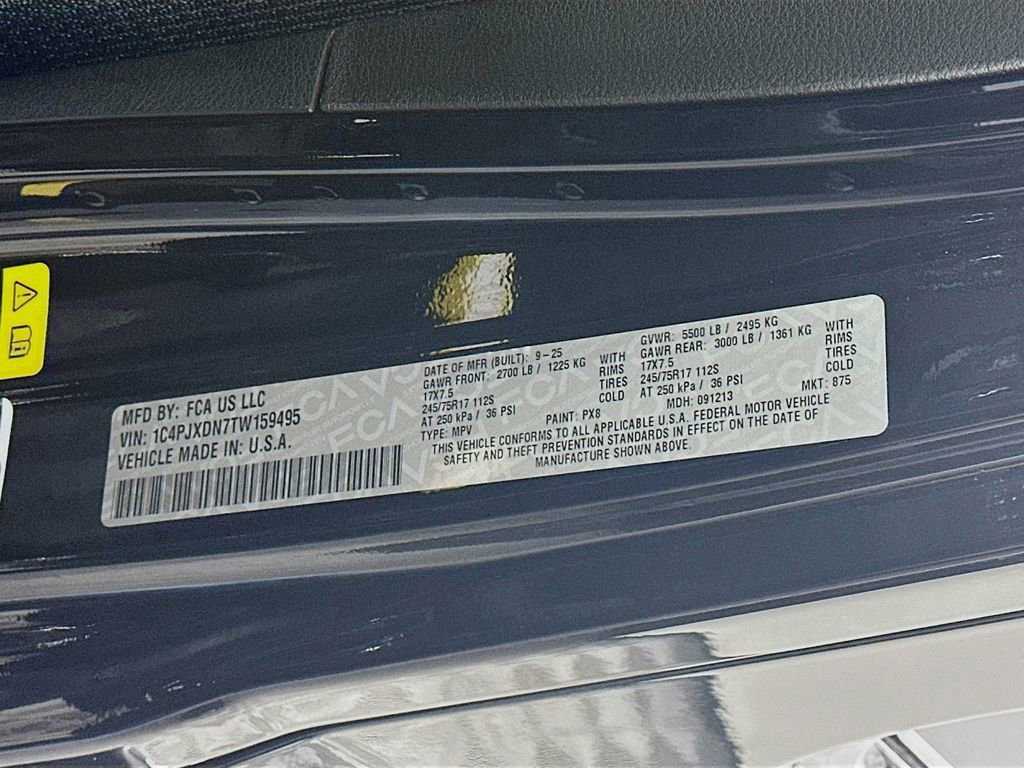 MFD BY: FCA US LLC
VIN: 1C4PJXDN7TW159495
VEHICLE MADE IN: U.S.A.
DATE OF MFR (BUILT): 9-25
GAWR FRONT: 2700 LB / 1225 KG WITH
17X7.5 RIMS
245/75R17 112S TIRES
AT 250 kPa / 36 PSI COLD
TYPE: MPV
GVWR: 5500 LB / 2495 KG
GAWR REAR: 3000 LB / 1361 KG WITH
17X7.5 RIMS
245/75R17 112S TIRES
AT 250 kPa / 36 PSI COLD
PAINT: PX8 MDH: 091213 MKT: 875
THIS VEHICLE CONFORMS TO ALL APPLICABLE U.S.A. FEDERAL MOTOR VEHICLE
SAFETY AND THEFT PREVENTION STANDARDS IN EFFECT ON THE DATE OF
MANUFACTURE SHOWN ABOVE.